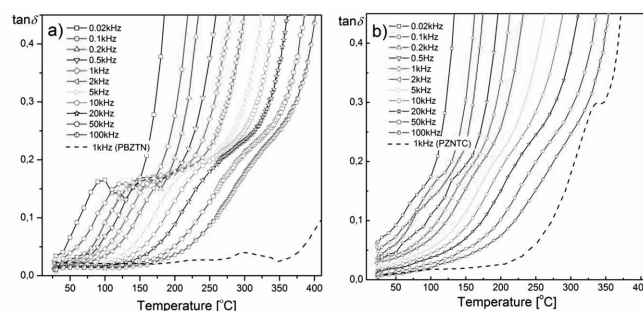 tanδ
a)
0.02kHz
0.1kHz
0.2kHz
0.5Hz
1kHz
2kHz
5kHz
10kHz
20kHz
50kHz
100kHz
1kHz (PBZTN)
0,4
0,3
0,2
0,1
0,0
50 100 150 200 250 300 350 400
Temperature [°C]
tanδ
b)
0.02kHz
0.1kHz
0.2kHz
0.5Hz
1kHz
2kHz
5kHz
10kHz
20kHz
50kHz
100kHz
1kHz (PZNTC)
0,4
0,3
0,2
0,1
0,0
50 100 150 200 250 300 350 400
Temperature [°C]